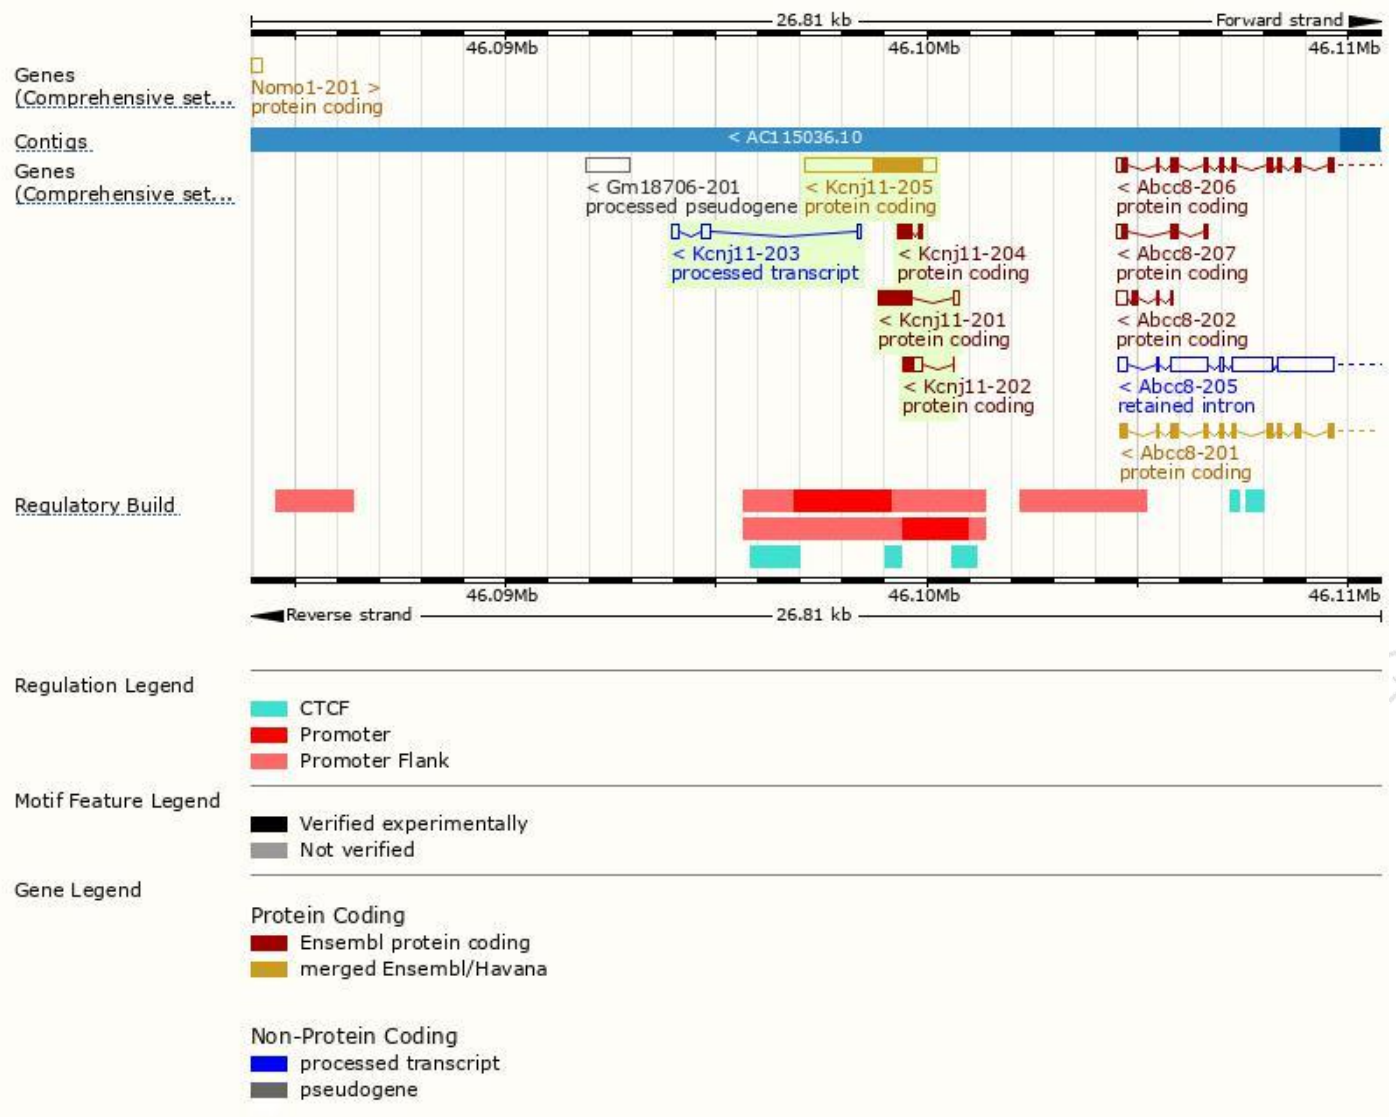 26.81 kb
Forward strand
46.09Mb 46.10Mb 46.11Mb
Genes
(Comprehensive set...
Nomo1-201 >
protein coding
Contigs
< AC115036.10
Genes
(Comprehensive set...
< Gm18706-201
processed pseudogene
< Kcnj11-205
protein coding
< Abcc8-206
protein coding
< Kcnj11-203
processed transcript
< Kcnj11-204
protein coding
< Abcc8-207
protein coding
< Kcnj11-201
protein coding
< Abcc8-202
protein coding
< Kcnj11-202
protein coding
< Abcc8-205
retained intron
< Abcc8-201
protein coding
Regulatory Build
46.09Mb 46.10Mb 46.11Mb
Reverse strand
26.81 kb
Regulation Legend
CTCF
Promoter
Promoter Flank
Motif Feature Legend
Verified experimentally
Not verified
Gene Legend
Protein Coding
Ensembl protein coding
merged Ensembl/Havana
Non-Protein Coding
processed transcript
pseudogene